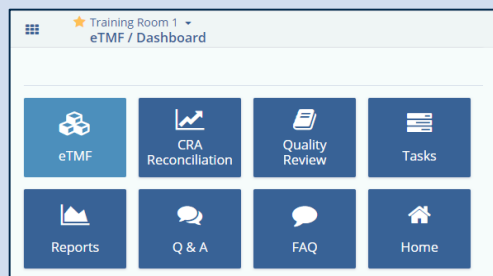 Training Room 1
eTMF / Dashboard
eTMF
CRA
Reconciliation
Quality
Review
Tasks
Reports
Q & A
FAQ
Home